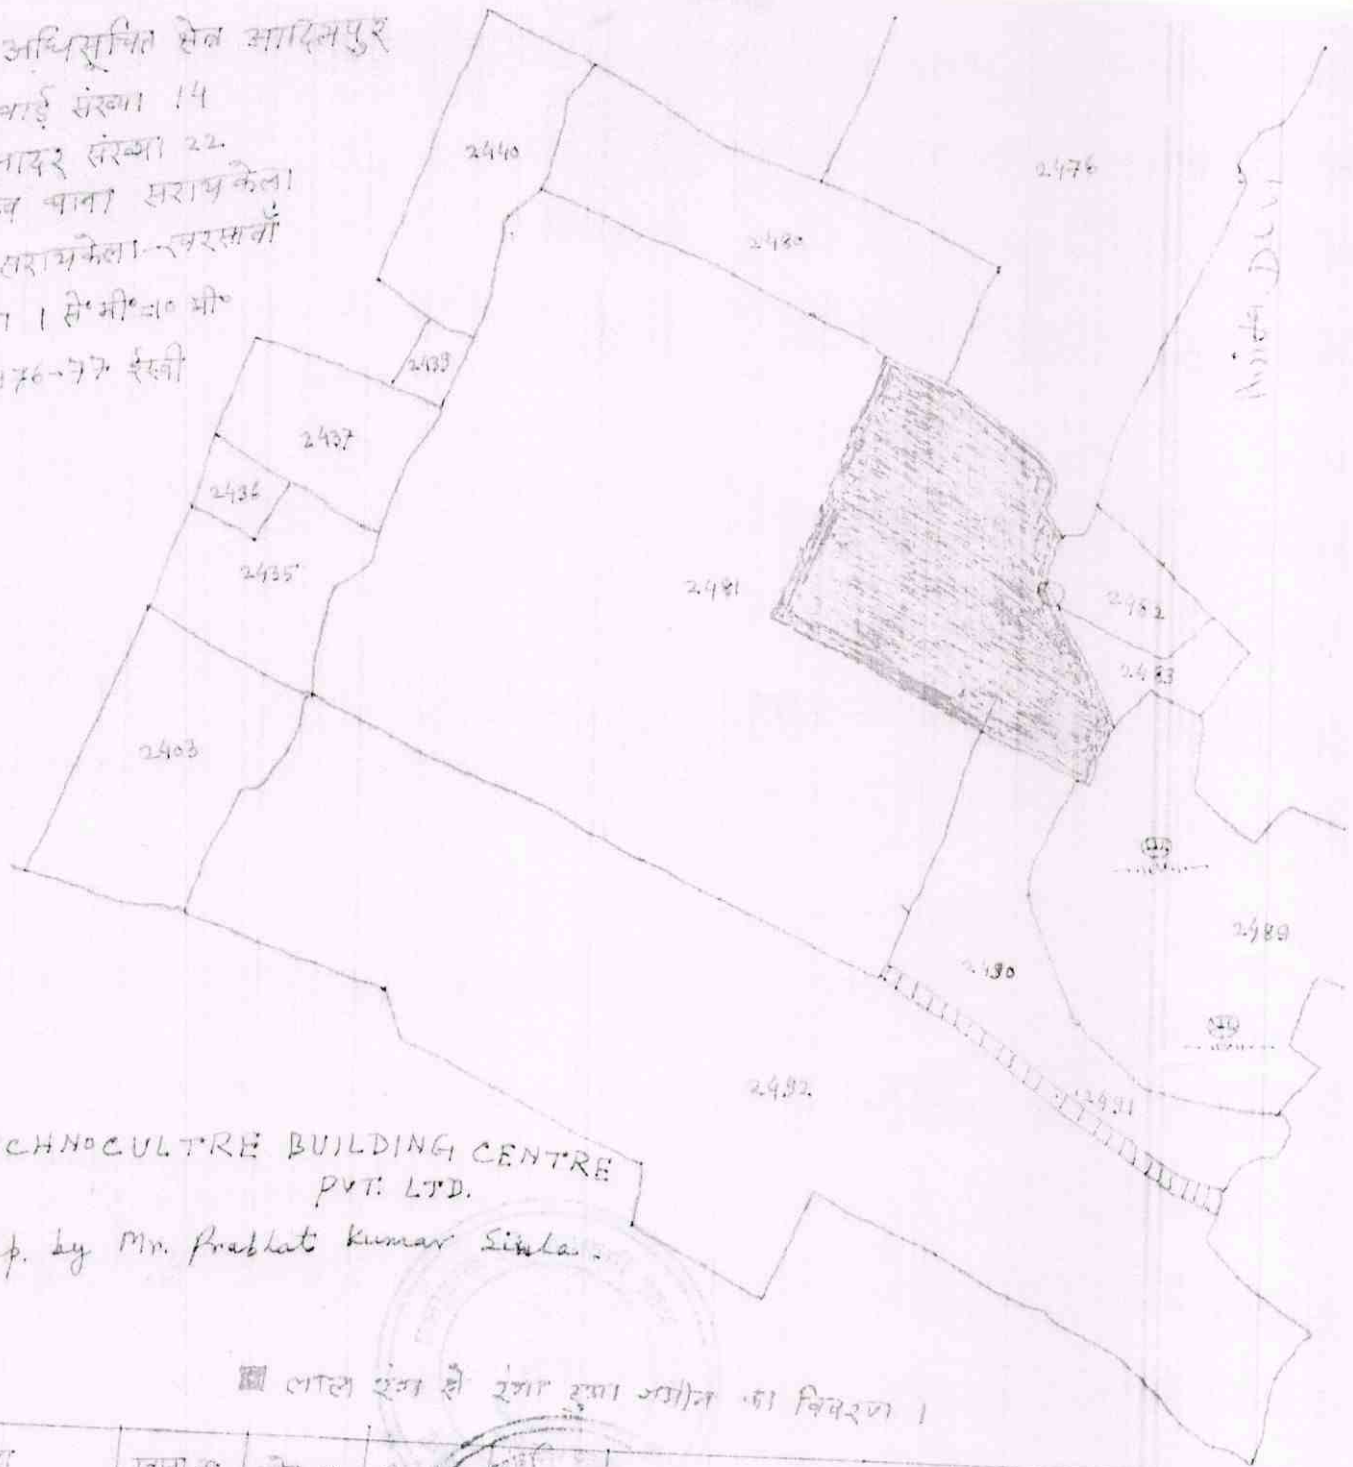 अधिसूचित क्षेत्र आदित्यपुर
वार्ड संख्या 14
चादर संख्या 22.
थाना सरायकेला
सरायकेला-खरसावाँ
1 से॰ मी॰=10 मी॰
76-77 ईस्वी
2440
2476
2480
2439
2437
2436
2435
2481
2482
2483
2403
2489
2490
2492
2491
Devi
CHNOCULTRE BUILDING CENTRE
PVT. LTD.
p. by Mr. Prabhat Kumar Sinha.
लाल रंग से रंगा हुआ जमीन का विवरण ।